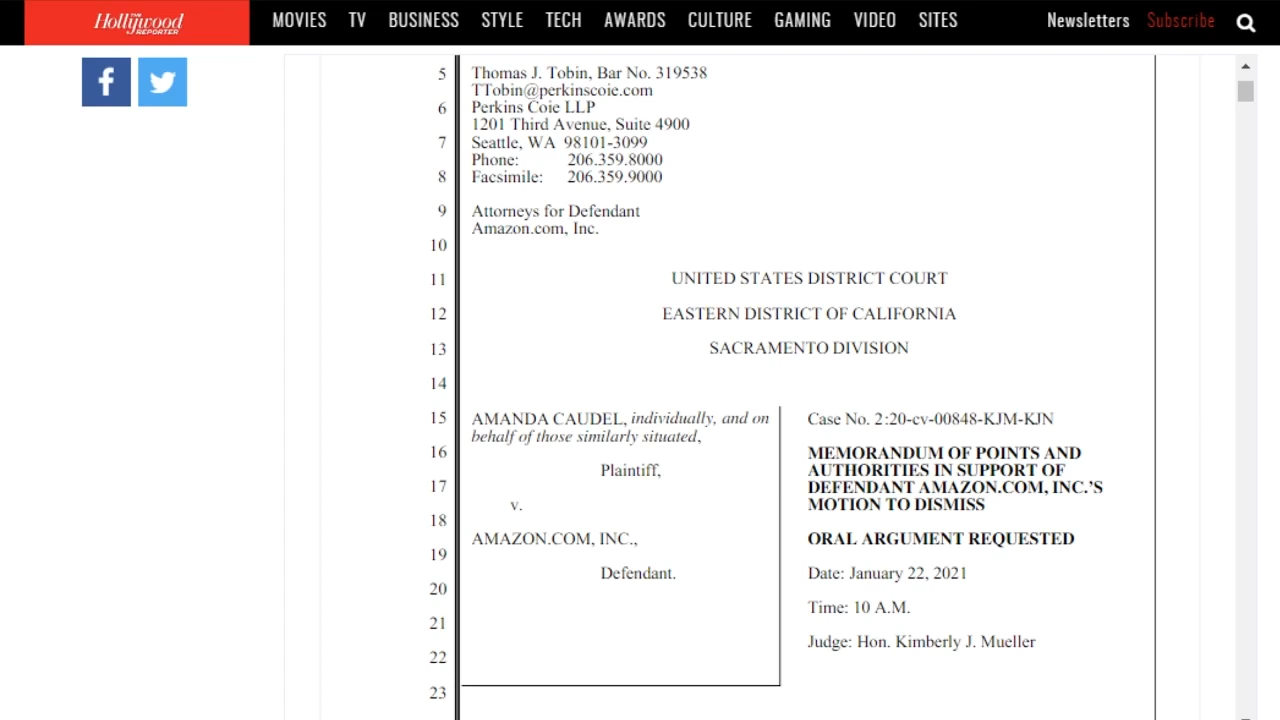 THE
Hollywood
REPORTER
MOVIES TV BUSINESS STYLE TECH AWARDS CULTURE GAMING VIDEO SITES Newsletters Subscribe
5 Thomas J. Tobin, Bar No. 319538
TTobin@perkinscoie.com
6 Perkins Coie LLP
1201 Third Avenue, Suite 4900
7 Seattle, WA 98101-3099
Phone: 206.359.8000
8 Facsimile: 206.359.9000
9 Attorneys for Defendant
Amazon.com, Inc.
10
11 UNITED STATES DISTRICT COURT
12 EASTERN DISTRICT OF CALIFORNIA
13 SACRAMENTO DIVISION
14
15 AMANDA CAUDEL, individually, and on
behalf of those similarly situated,
16
Plaintiff,
17
v.
18
AMAZON.COM, INC.,
19
Defendant.
20
21
22
23
Case No. 2:20-cv-00848-KJM-KJN
MEMORANDUM OF POINTS AND
AUTHORITIES IN SUPPORT OF
DEFENDANT AMAZON.COM, INC.'S
MOTION TO DISMISS
ORAL ARGUMENT REQUESTED
Date: January 22, 2021
Time: 10 A.M.
Judge: Hon. Kimberly J. Mueller